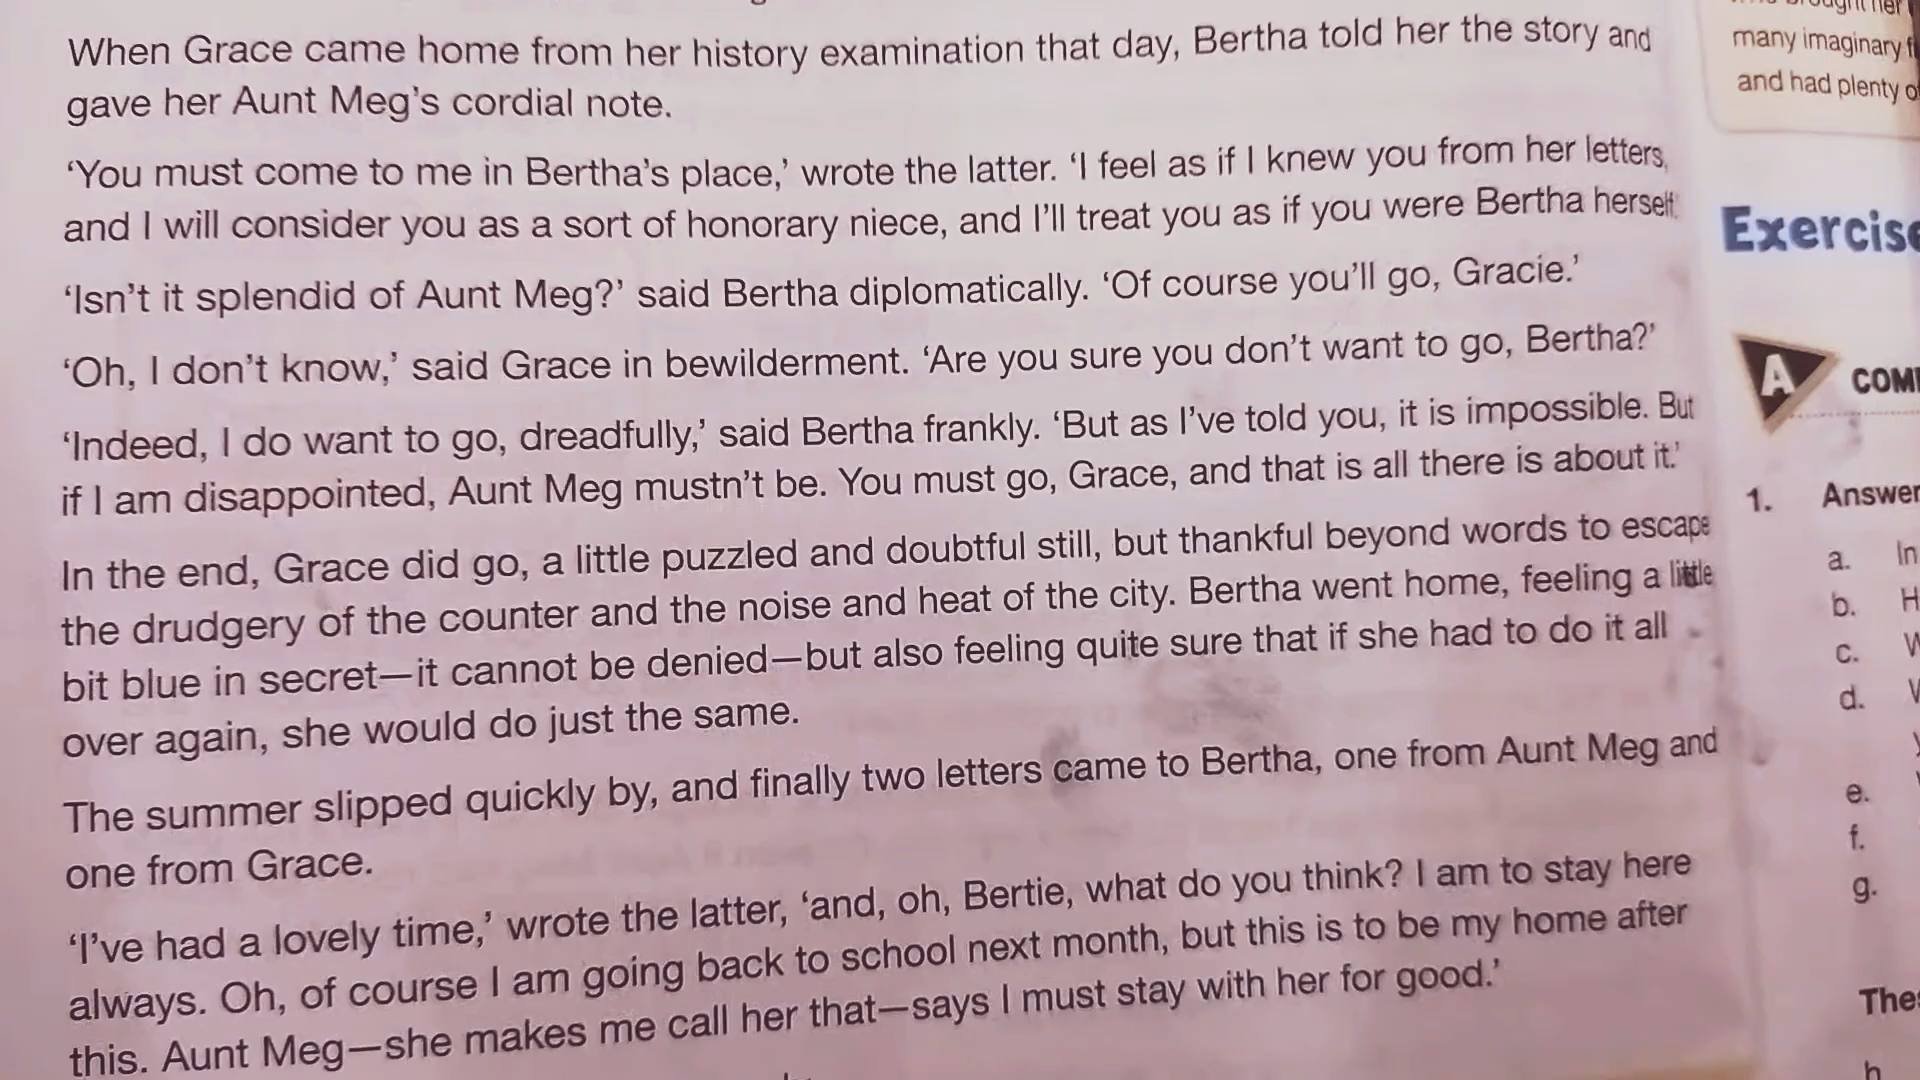 When Grace came home from her history examination that day, Bertha told her the story and
gave her Aunt Meg's cordial note.
'You must come to me in Bertha's place,' wrote the latter. 'I feel as if I knew you from her letters,
and I will consider you as a sort of honorary niece, and I'll treat you as if you were Bertha herself.'
'Isn't it splendid of Aunt Meg?' said Bertha diplomatically. 'Of course you'll go, Gracie.'
'Oh, I don't know,' said Grace in bewilderment. 'Are you sure you don't want to go, Bertha?'
'Indeed, I do want to go, dreadfully,' said Bertha frankly. 'But as I've told you, it is impossible. But
if I am disappointed, Aunt Meg mustn't be. You must go, Grace, and that is all there is about it.'
In the end, Grace did go, a little puzzled and doubtful still, but thankful beyond words to escape
the drudgery of the counter and the noise and heat of the city. Bertha went home, feeling a little
bit blue in secret—it cannot be denied—but also feeling quite sure that if she had to do it all
over again, she would do just the same.
The summer slipped quickly by, and finally two letters came to Bertha, one from Aunt Meg and
one from Grace.
'I've had a lovely time,' wrote the latter, 'and, oh, Bertie, what do you think? I am to stay here
always. Oh, of course I am going back to school next month, but this is to be my home after
this. Aunt Meg—she makes me call her that—says I must stay with her for good.'
many imaginary
and had plenty
Exercise
A
1. Answer
a. In
b.
c.
d.
e.
f.
g.
h